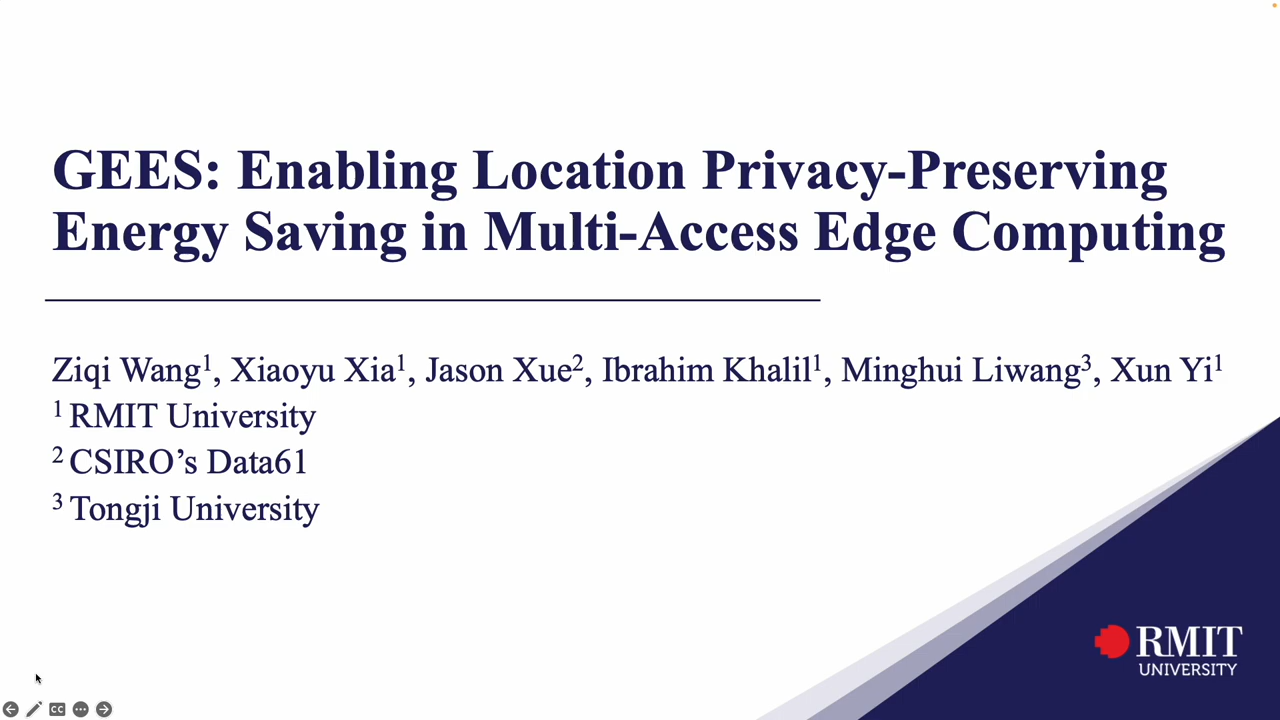 GEES: Enabling Location Privacy-Preserving
Energy Saving in Multi-Access Edge Computing
Ziqi Wang¹, Xiaoyu Xia¹, Jason Xue², Ibrahim Khalil¹, Minghui Liwang³, Xun Yi¹
¹ RMIT University
² CSIRO’s Data61
³ Tongji University
RMIT
UNIVERSITY
CC